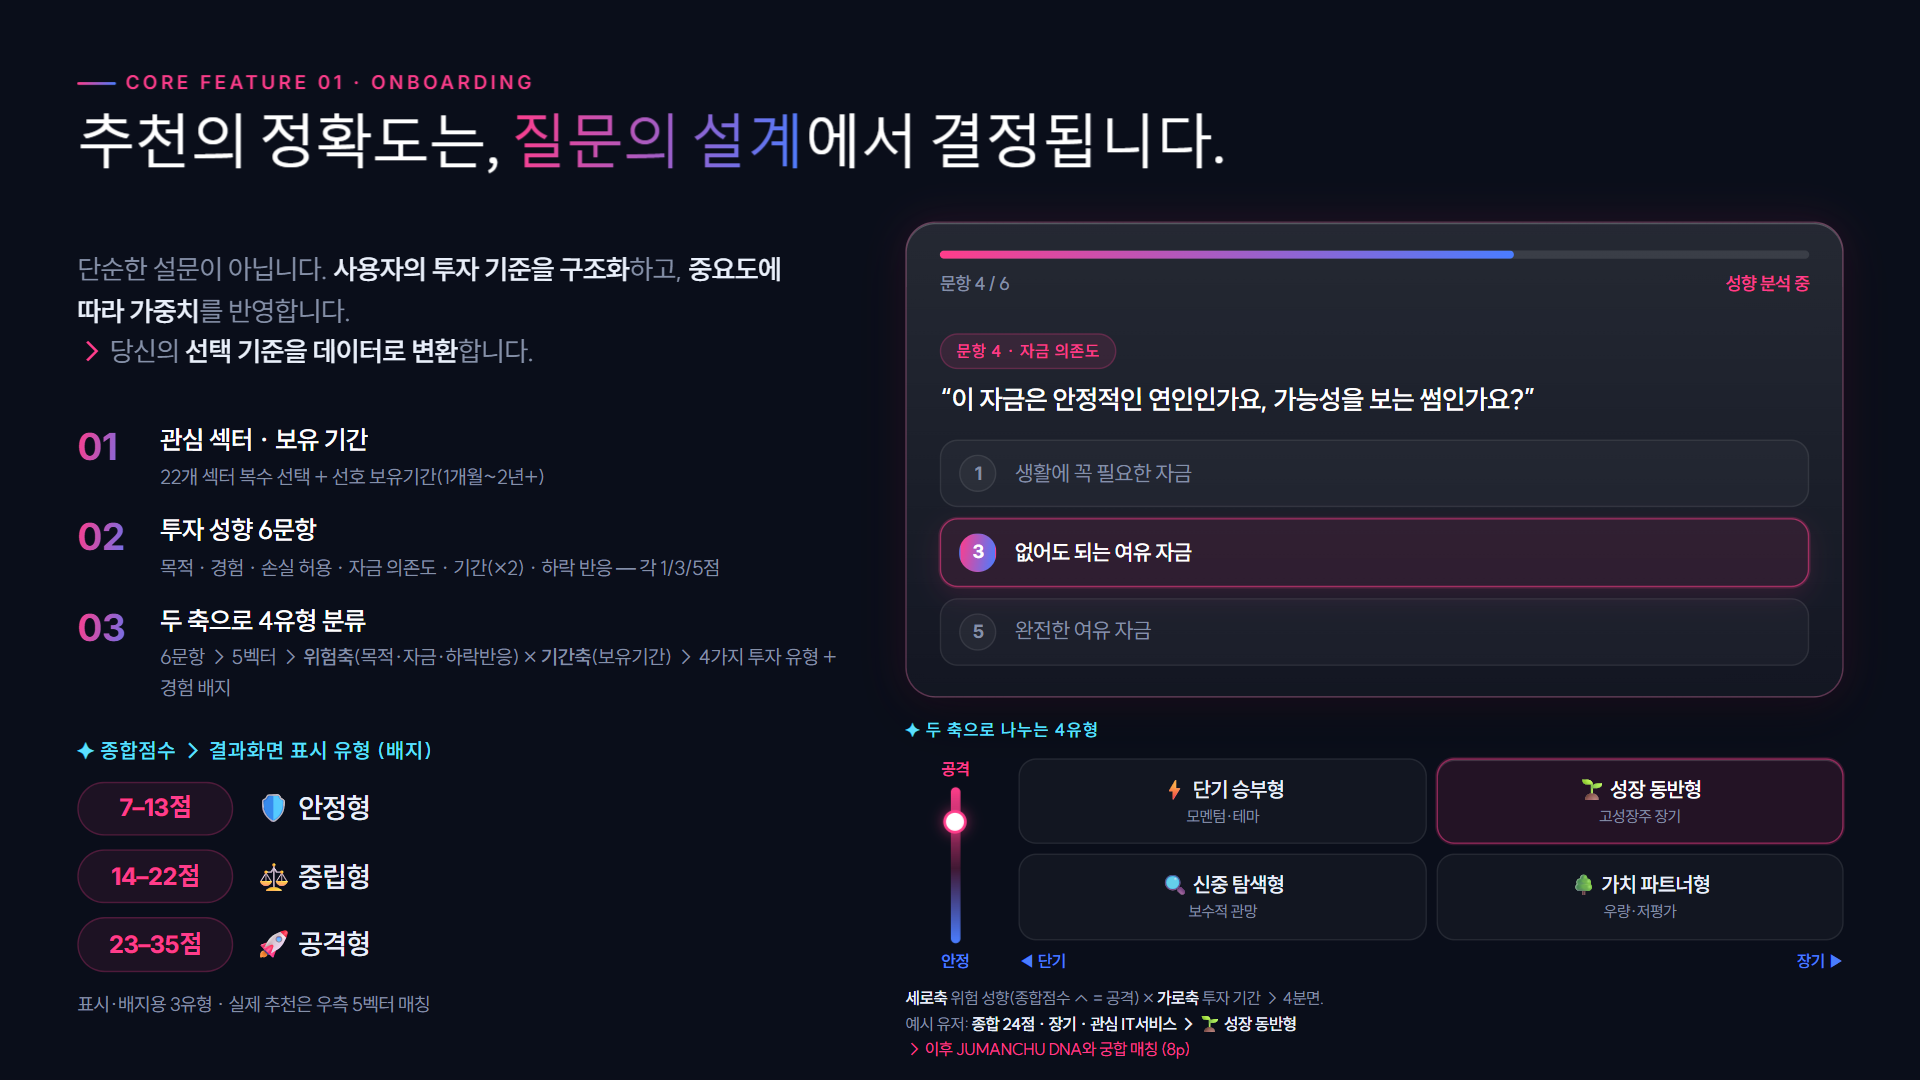 CORE FEATURE 01 · ONBOARDING
추천의 정확도는, 질문의 설계에서 결정됩니다.
단순한 설문이 아닙니다. 사용자의 투자 기준을 구조화하고, 중요도에
따라 가중치를 반영합니다.
> 당신의 선택 기준을 데이터로 변환합니다.
01 관심 섹터 · 보유 기간
22개 섹터 복수 선택 + 선호 보유기간(1개월~2년+)
02 투자 성향 6문항
목적 · 경험 · 손실 허용 · 자금 의존도 · 기간(×2) · 하락 반응 — 각 1/3/5점
03 두 축으로 4유형 분류
6문항 > 5벡터 > 위험축(목적·자금·하락반응) × 기간축(보유기간) > 4가지 투자 유형 +
경험 배지
✦ 종합점수 > 결과화면 표시 유형 (배지)
7–13점 🛡️ 안정형
14–22점 ⚖️ 중립형
23–35점 🚀 공격형
표시·배지용 3유형 · 실제 추천은 우측 5벡터 매칭
문항 4 / 6 성향 분석 중
문항 4 · 자금 의존도
“이 자금은 안정적인 연인인가요, 가능성을 보는 썸인가요?”
1 생활에 꼭 필요한 자금
3 없어도 되는 여유 자금
5 완전한 여유 자금
✦ 두 축으로 나누는 4유형
공격
⚡ 단기 승부형
모멘텀·테마
🌱 성장 동반형
고성장주 장기
🔍 신중 탐색형
보수적 관망
🌳 가치 파트너형
우량·저평가
안정
◀ 단기
장기 ▶
세로축 위험 성향(종합점수 ㅅ = 공격) × 가로축 투자 기간 > 4분면.
예시 유저: 종합 24점 · 장기 · 관심 IT서비스 > 🌱 성장 동반형
> 이후 JUMANCHU DNA와 궁합 매칭 (8p)